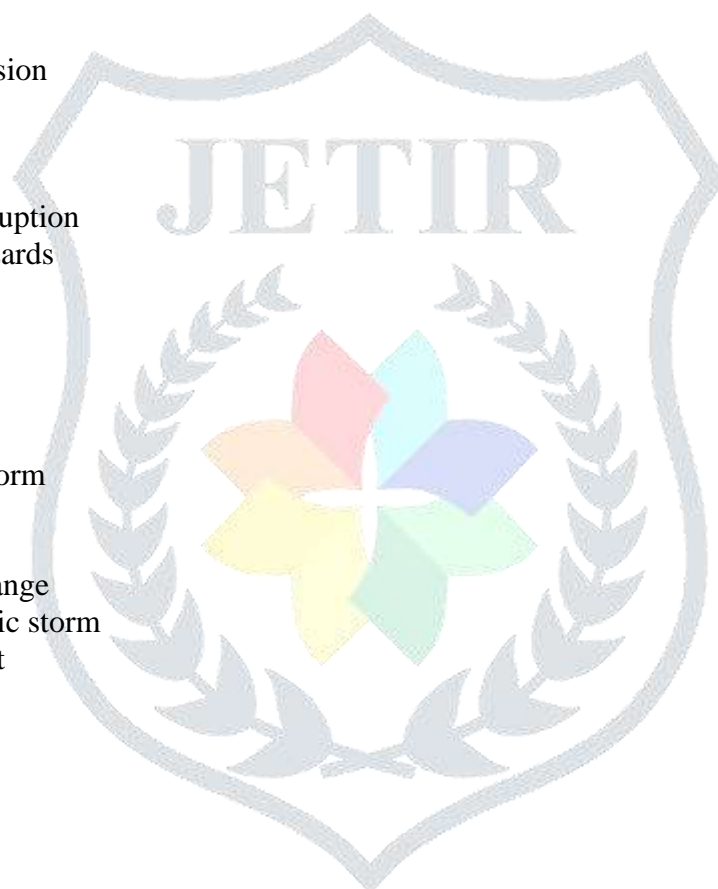 sion
JETIR
uption
ards
orm
ange
ic storm
t